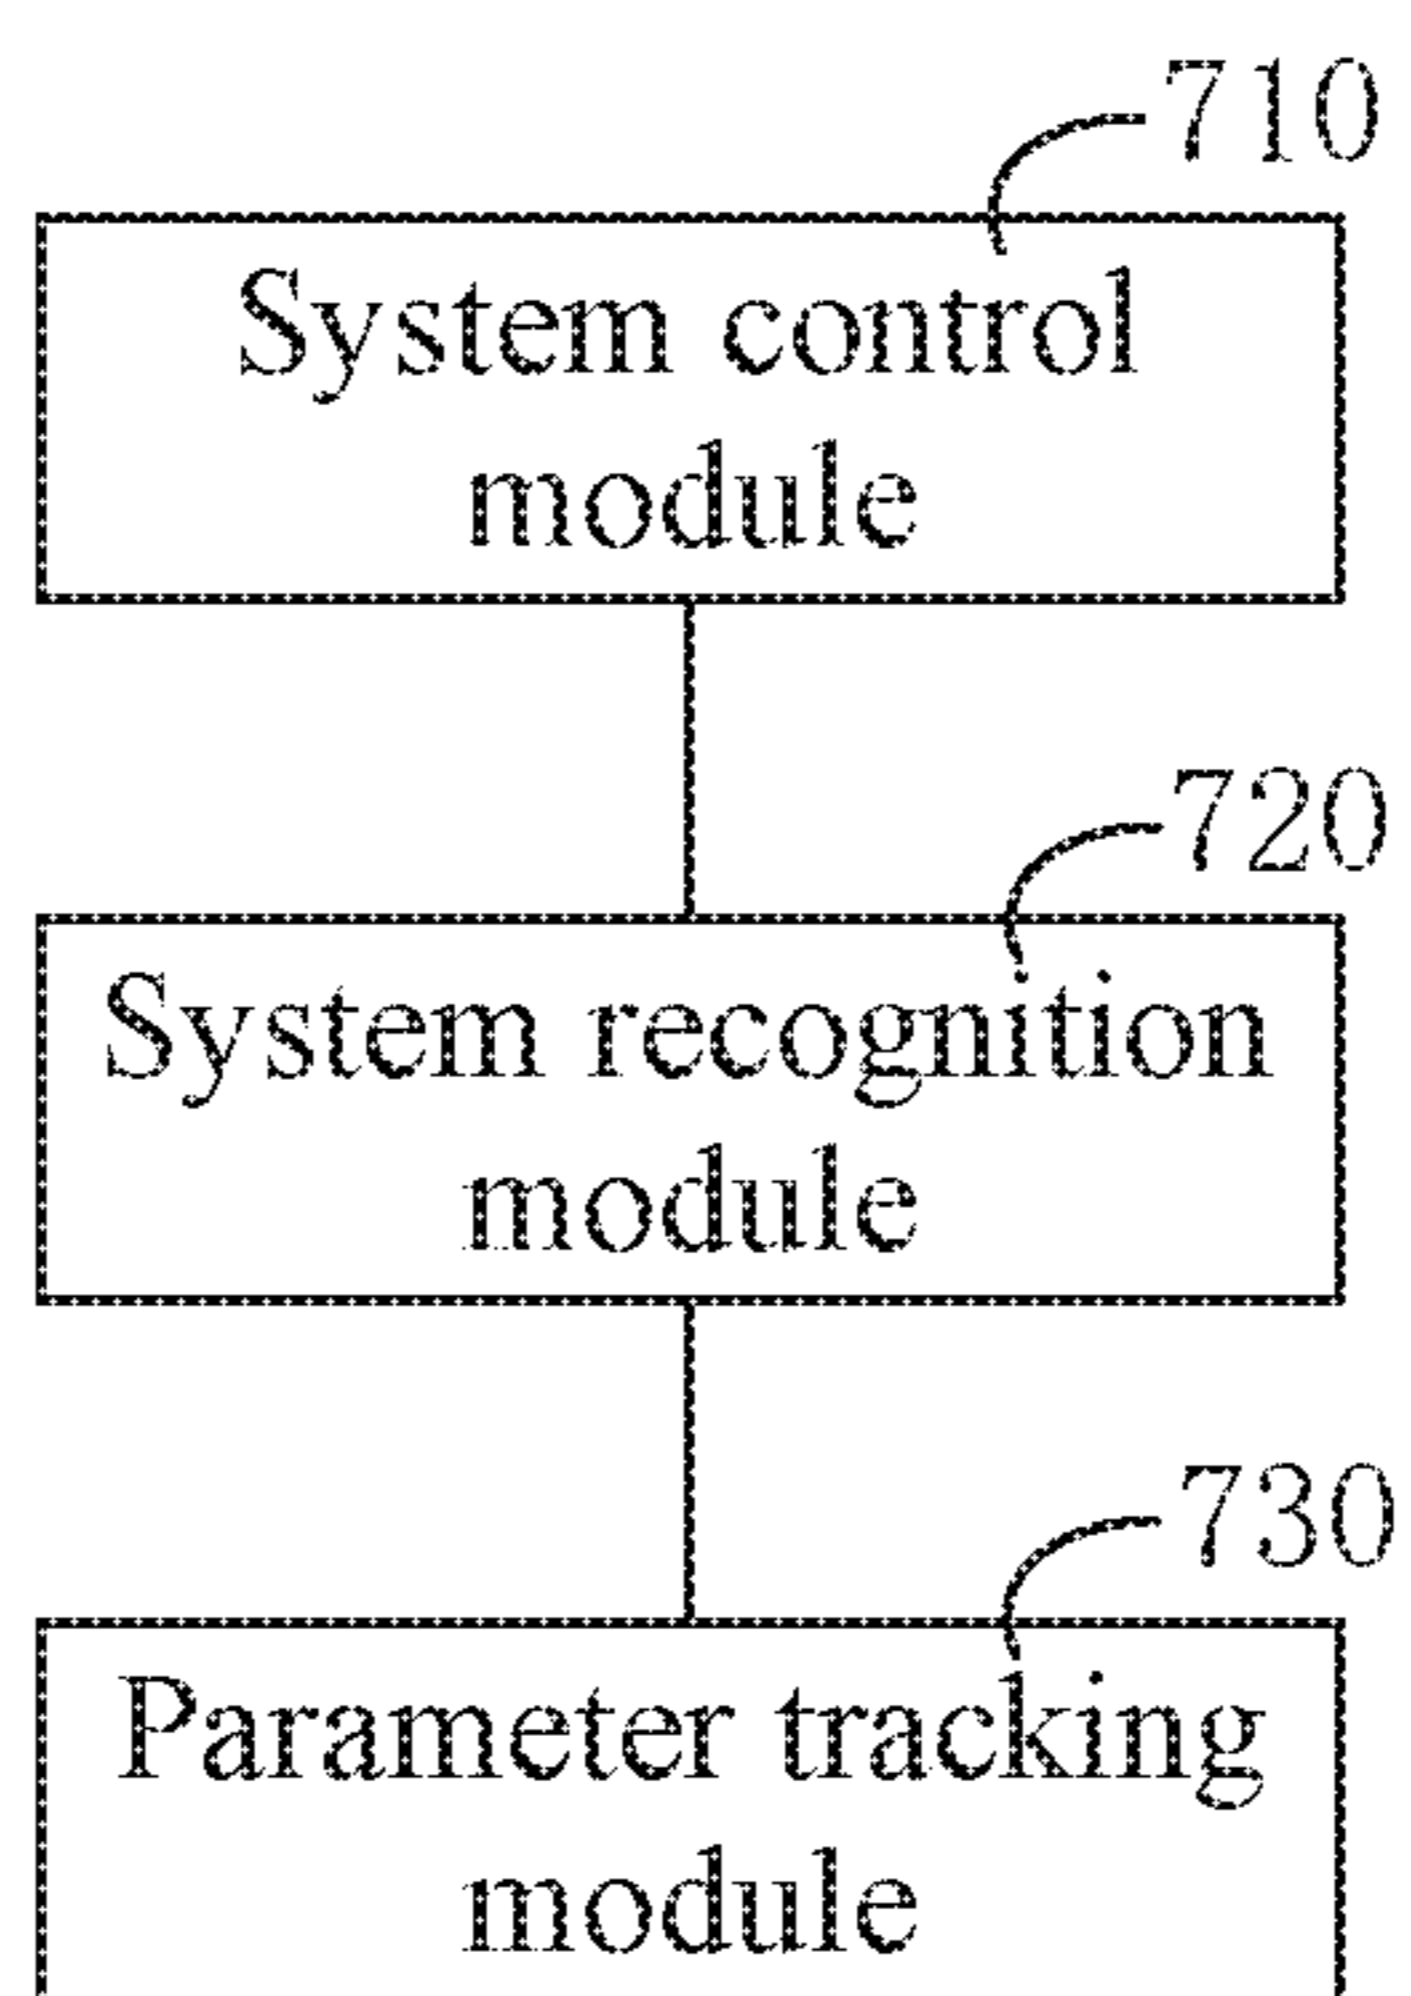 710
System control
module
720
System recognition
module
730
Parameter tracking
module